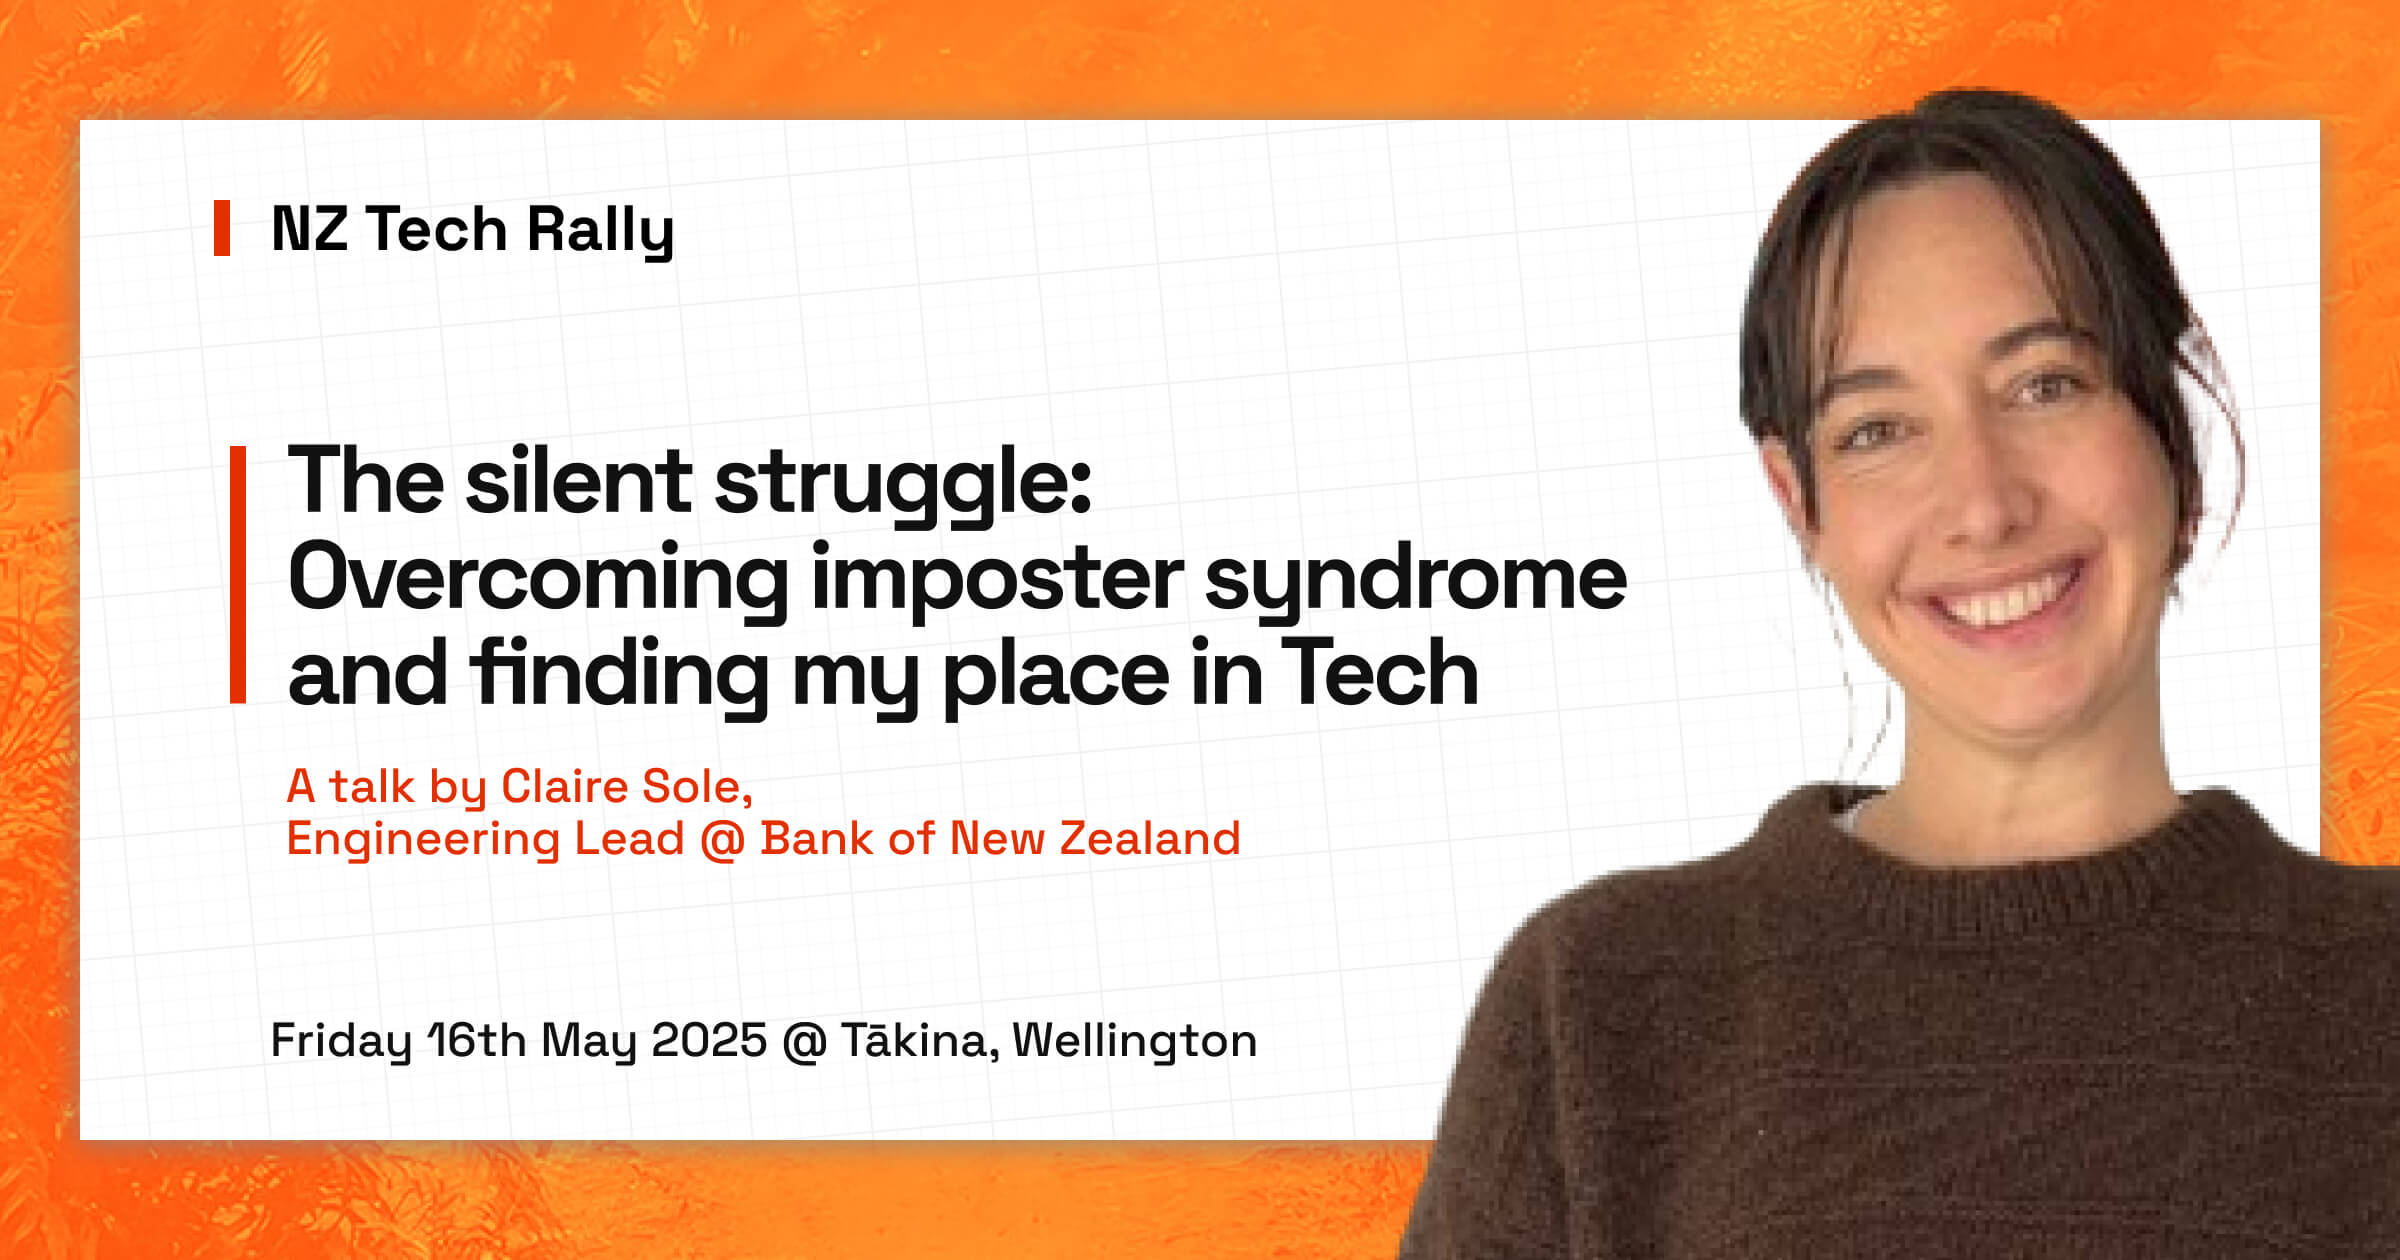 NZ Tech Rally
The silent struggle:
Overcoming imposter syndrome
and finding my place in Tech
A talk by Claire Sole,
Engineering Lead @ Bank of New Zealand
Friday 16th May 2025 @ Tākina, Wellington